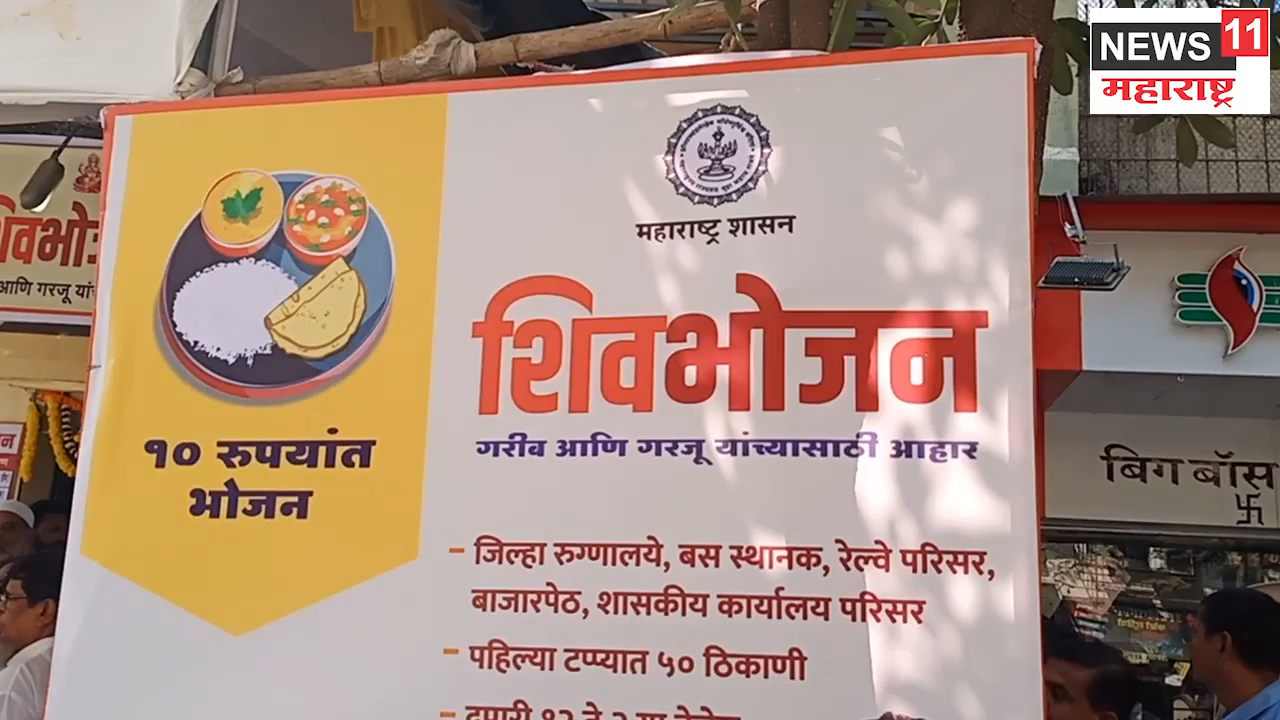 NEWS 11
महाराष्ट्र
महाराष्ट्र शासन
शिवभोजन
गरीब आणि गरजू यांच्यासाठी आहार
१० रुपयांत
भोजन
- जिल्हा रुग्णालये, बस स्थानक, रेल्वे परिसर,
बाजारपेठ, शासकीय कार्यालय परिसर
- पहिल्या टप्प्यात ५० ठिकाणी
बिग बॉस